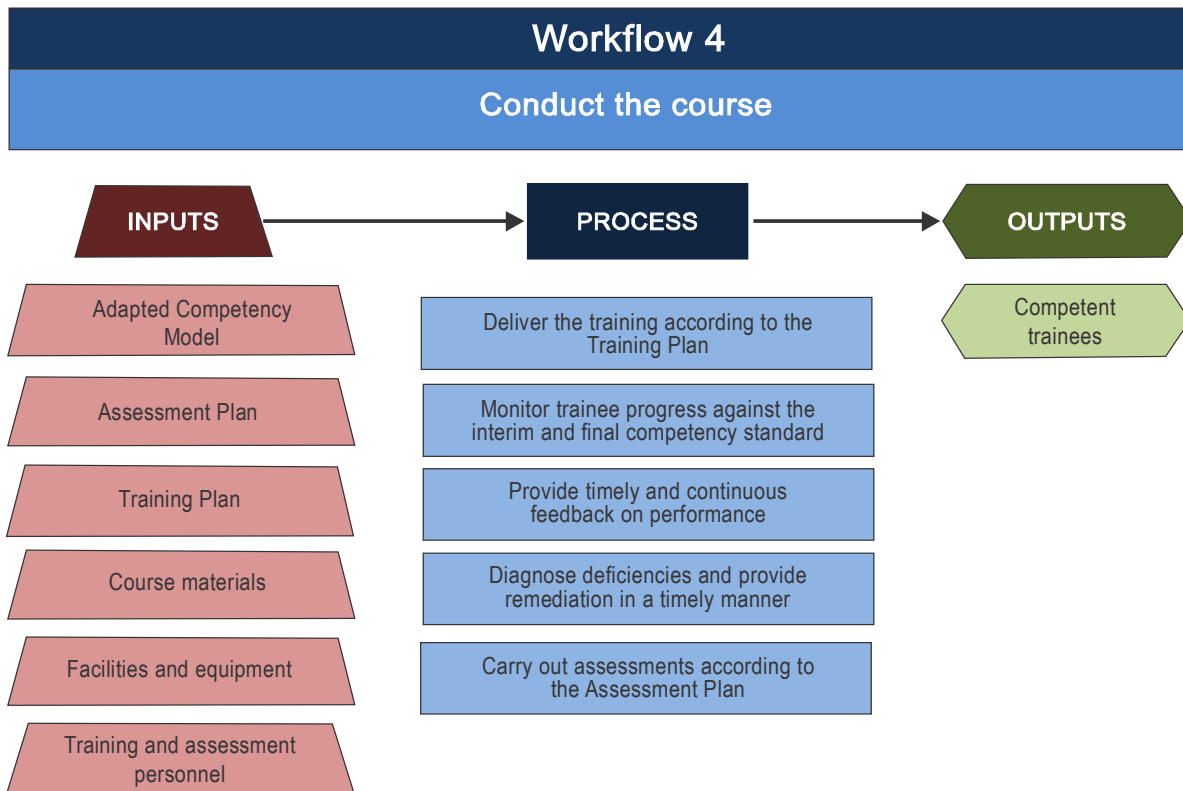 Workflow 4
Conduct the course
INPUTS
PROCESS
OUTPUTS
Adapted Competency
Model
Assessment Plan
Training Plan
Course materials
Facilities and equipment
Training and assessment
personnel
Deliver the training according to the
Training Plan
Monitor trainee progress against the
interim and final competency standard
Provide timely and continuous
feedback on performance
Diagnose deficiencies and provide
remediation in a timely manner
Carry out assessments according to
the Assessment Plan
Competent
trainees